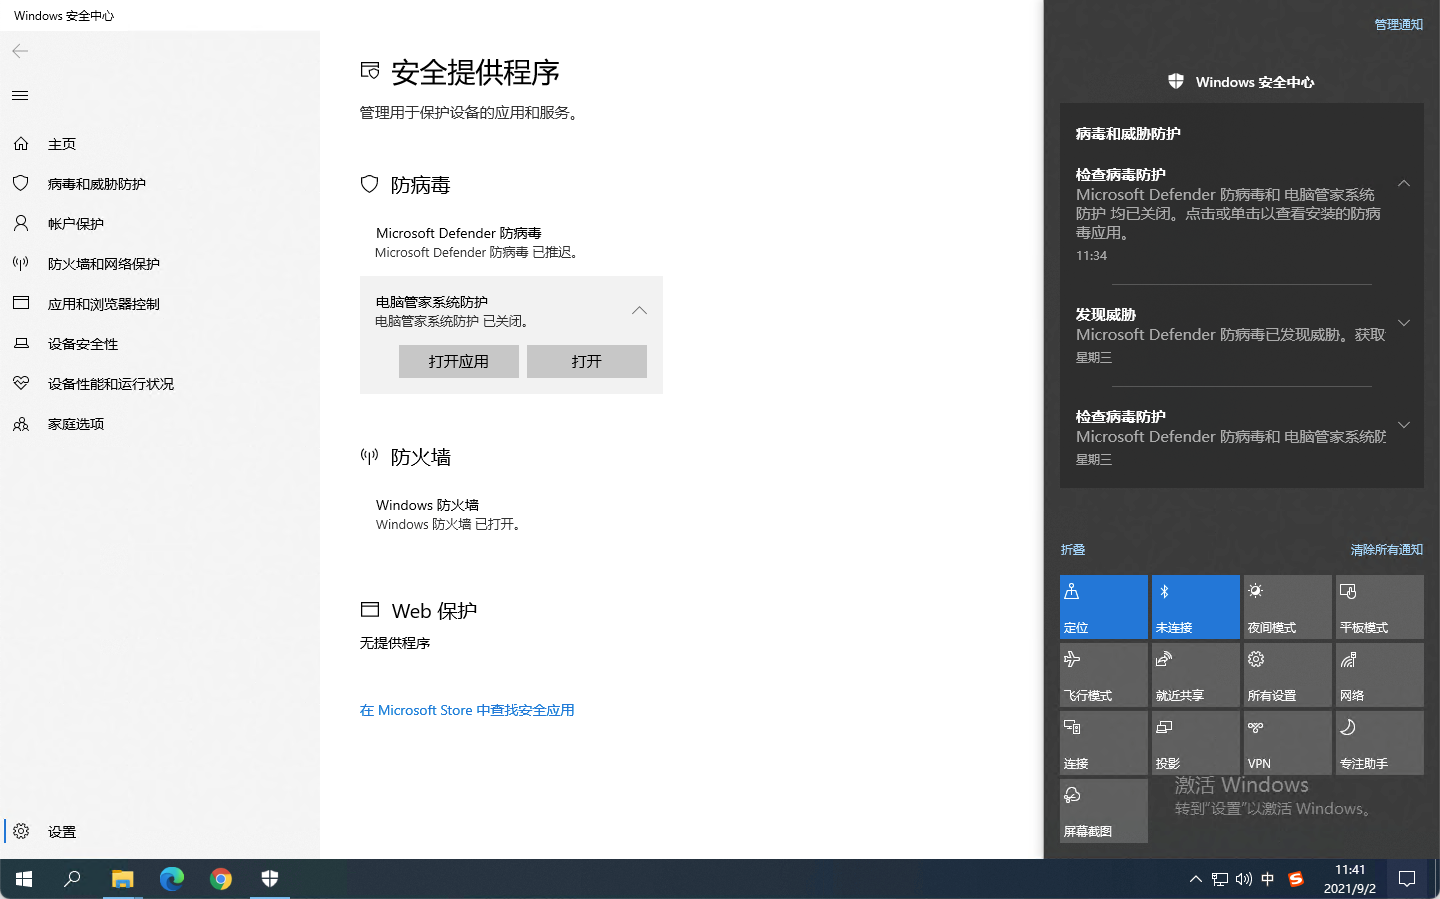 Windows 安全中心
主页
病毒和威胁防护
帐户保护
防火墙和网络保护
应用和浏览器控制
设备安全性
设备性能和运行状况
家庭选项
设置
安全提供程序
管理用于保护设备的应用和服务。
防病毒
Microsoft Defender 防病毒
Microsoft Defender 防病毒 已推迟。
电脑管家系统防护
电脑管家系统防护 已关闭。
打开应用
打开
防火墙
Windows 防火墙
Windows 防火墙 已打开。
Web 保护
无提供程序
在 Microsoft Store 中查找安全应用
管理通知
Windows 安全中心
病毒和威胁防护
检查病毒防护
Microsoft Defender 防病毒和 电脑管家系统
防护 均已关闭。点击或单击以查看安装的防病
毒应用。
11:34
发现威胁
Microsoft Defender 防病毒已发现威胁。获取
星期三
检查病毒防护
Microsoft Defender 防病毒和 电脑管家系统防
星期三
折叠
清除所有通知
定位
未连接
夜间模式
平板模式
飞行模式
就近共享
所有设置
网络
连接
投影
VPN
专注助手
屏幕截图
激活 Windows
转到"设置"以激活 Windows。
中
11:41
2021/9/2